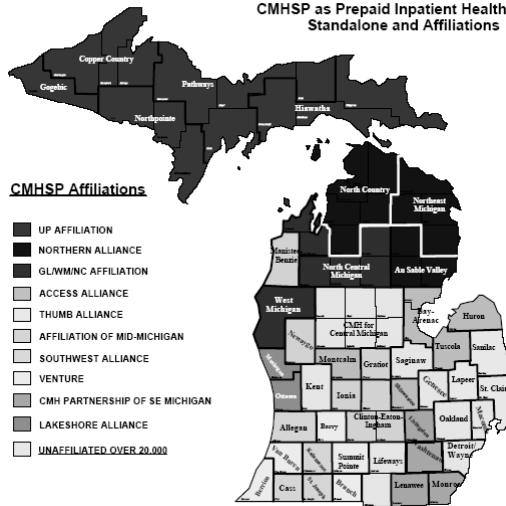 CMHSP as Prepaid Inpatient Health
Standalone and Affiliations
Copper Country
Gogebic
Pathways
Northpointe
Hiawatha
CMHSP Affiliations
UP AFFILIATION
NORTHERN ALLIANCE
GL/WM/NC AFFILIATION
ACCESS ALLIANCE
THUMB ALLIANCE
AFFILIATION OF MID-MICHIGAN
SOUTHWEST ALLIANCE
VENTURE
CMH PARTNERSHIP OF SE MICHIGAN
LAKESHORE ALLIANCE
UNAFFILIATED OVER 20.000
North Country
Northeast
Michigan
Manistee
Benzie
North Central
Michigan
Au Sable Valley
West
Michigan
CMH for
Central Michigan
Bay-
Arenac
Huron
Newaygo
Tuscola
Sanilac
Muskegon
Montcalm
Gratiot
Saginaw
Ottawa
Kent
Ionia
Shiawassee
Genesee
Lapeer
St. Clair
Allegan
Barry
Clinton-Eaton-
Ingham
Livingston
Oakland
Macomb
Van Buren
Kalamazoo
Summit
Pointe
Lifeways
Washtenaw
Detroit/
Wayne
Berrien
Cass
St. Joseph
Branch
Lenawee
Monroe